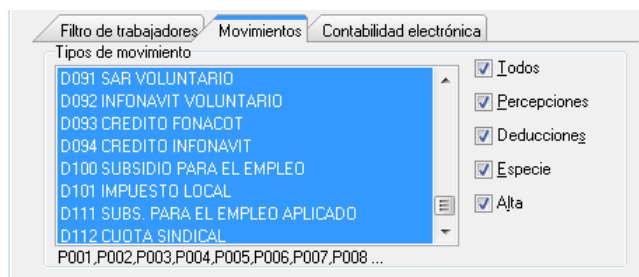 Filtro de trabajadores Movimientos Contabilidad electrónica
Tipos de movimiento
D091 SAR VOLUNTARIO
D092 INFONAVIT VOLUNTARIO
D093 CREDITO FONACOT
D094 CREDITO INFONAVIT
D100 SUBSIDIO PARA EL EMPLEO
D101 IMPUESTO LOCAL
D111 SUBS. PARA EL EMPLEO APLICADO
D112 CUOTA SINDICAL
P001,P002,P003,P004,P005,P006,P007,P008 ...
Todos
Percepciones
Deducciones
Especie
Alta